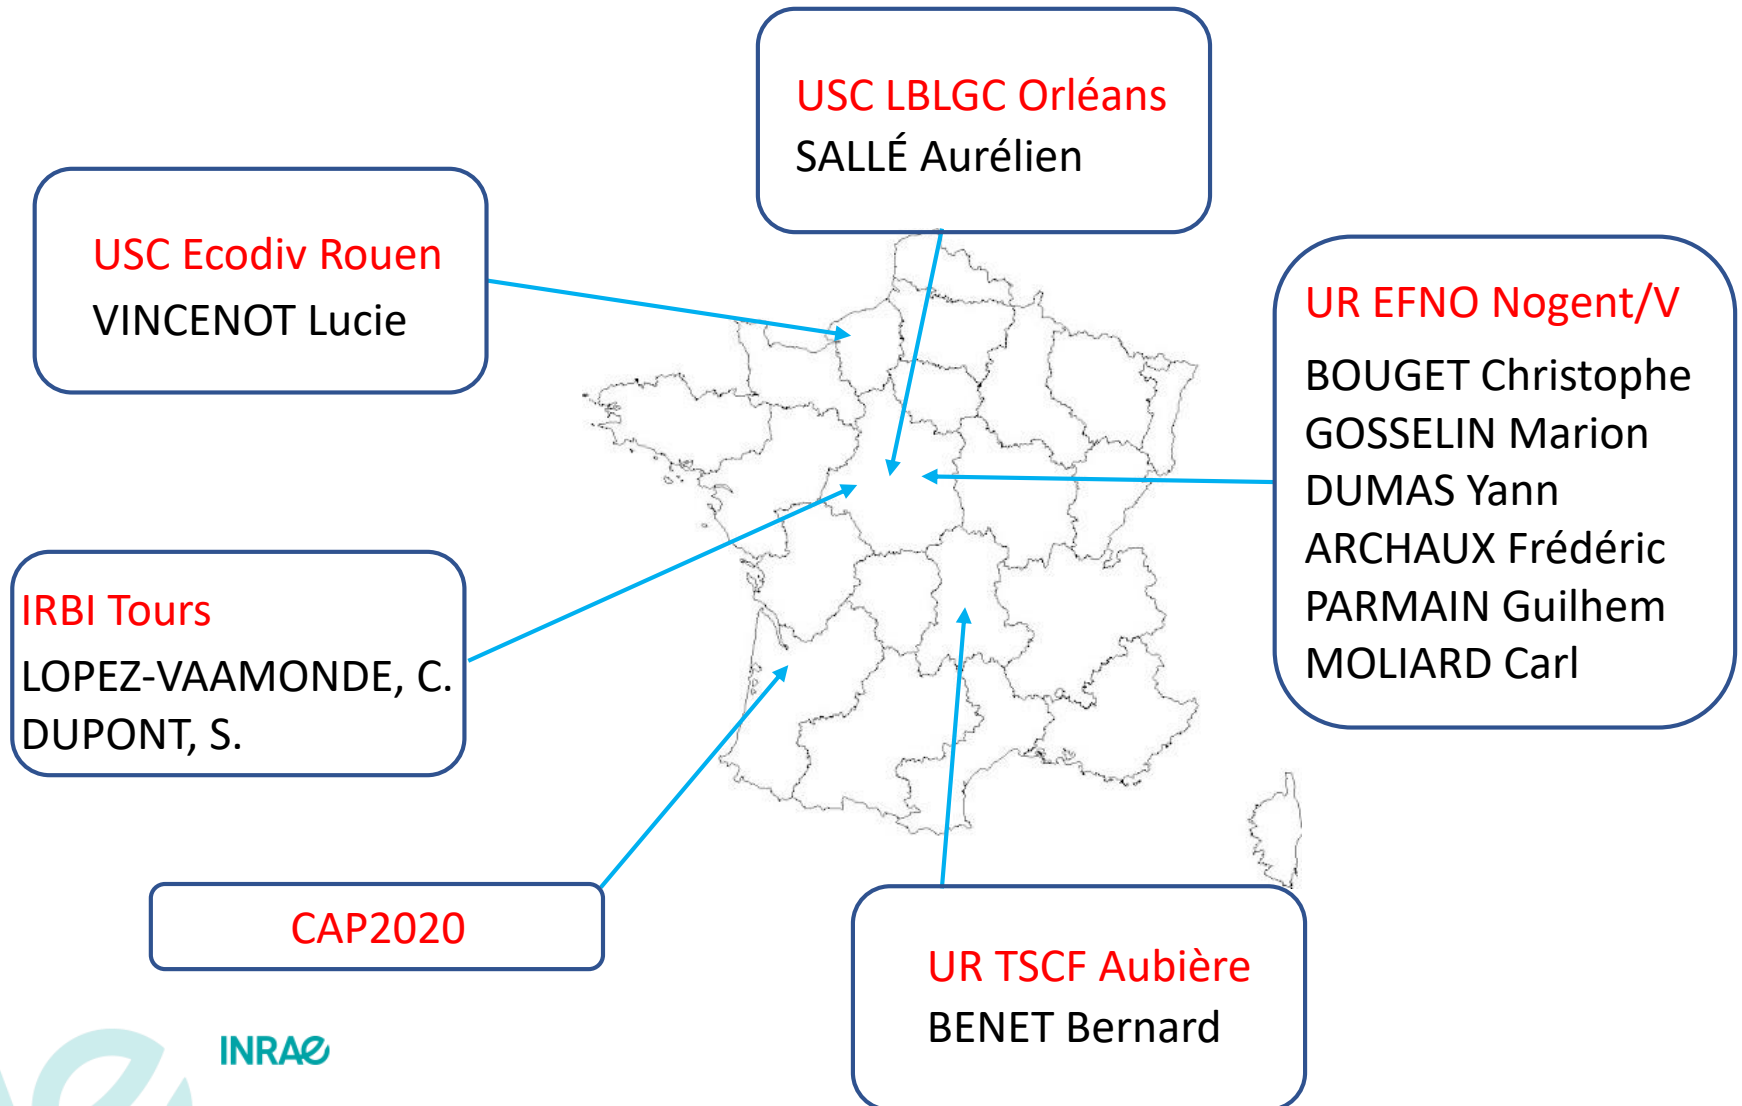 USC LBLGC Orléans
SALLÉ Aurélien
USC Ecodiv Rouen
VINCENOT Lucie
UR EFNO Nogent/V
BOUGET Christophe
GOSSELIN Marion
DUMAS Yann
ARCHAUX Frédéric
PARMAIN Guilhem
MOLIARD Carl
IRBI Tours
LOPEZ-VAAMONDE, C.
DUPONT, S.
CAP2020
UR TSCF Aubière
BENET Bernard
INRAE